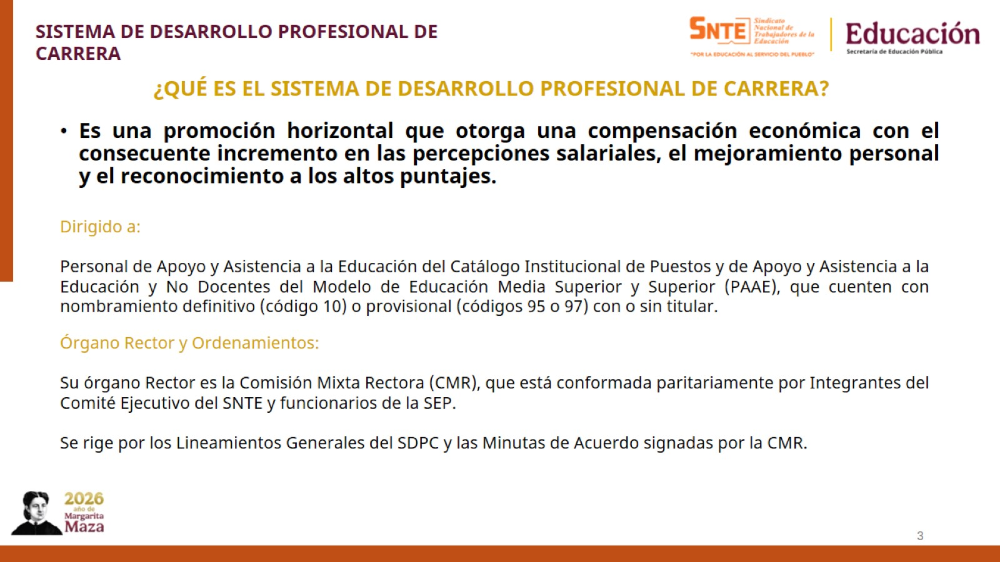 SISTEMA DE DESARROLLO PROFESIONAL DE
CARRERA
SNTE
Sindicato
Nacional de
Trabajadores de la
Educación
"POR LA EDUCACIÓN AL SERVICIO DEL PUEBLO"
Educación
Secretaría de Educación Pública
¿QUÉ ES EL SISTEMA DE DESARROLLO PROFESIONAL DE CARRERA?
• Es una promoción horizontal que otorga una compensación económica con el
consecuente incremento en las percepciones salariales, el mejoramiento personal
y el reconocimiento a los altos puntajes.
Dirigido a:
Personal de Apoyo y Asistencia a la Educación del Catálogo Institucional de Puestos y de Apoyo y Asistencia a la
Educación y No Docentes del Modelo de Educación Media Superior y Superior (PAAE), que cuenten con
nombramiento definitivo (código 10) o provisional (códigos 95 o 97) con o sin titular.
Órgano Rector y Ordenamientos:
Su órgano Rector es la Comisión Mixta Rectora (CMR), que está conformada paritariamente por Integrantes del
Comité Ejecutivo del SNTE y funcionarios de la SEP.
Se rige por los Lineamientos Generales del SDPC y las Minutas de Acuerdo signadas por la CMR.
2026
año de
Margarita
Maza
3